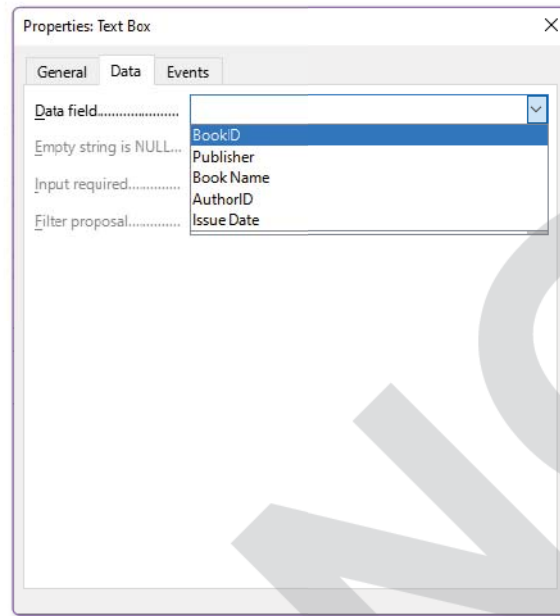 Properties: Text Box
General Data Events
Data field......................
BookID
Empty string is NULL...
Publisher
Book Name
Input required..............
AuthorID
Filter proposal..............
Issue Date